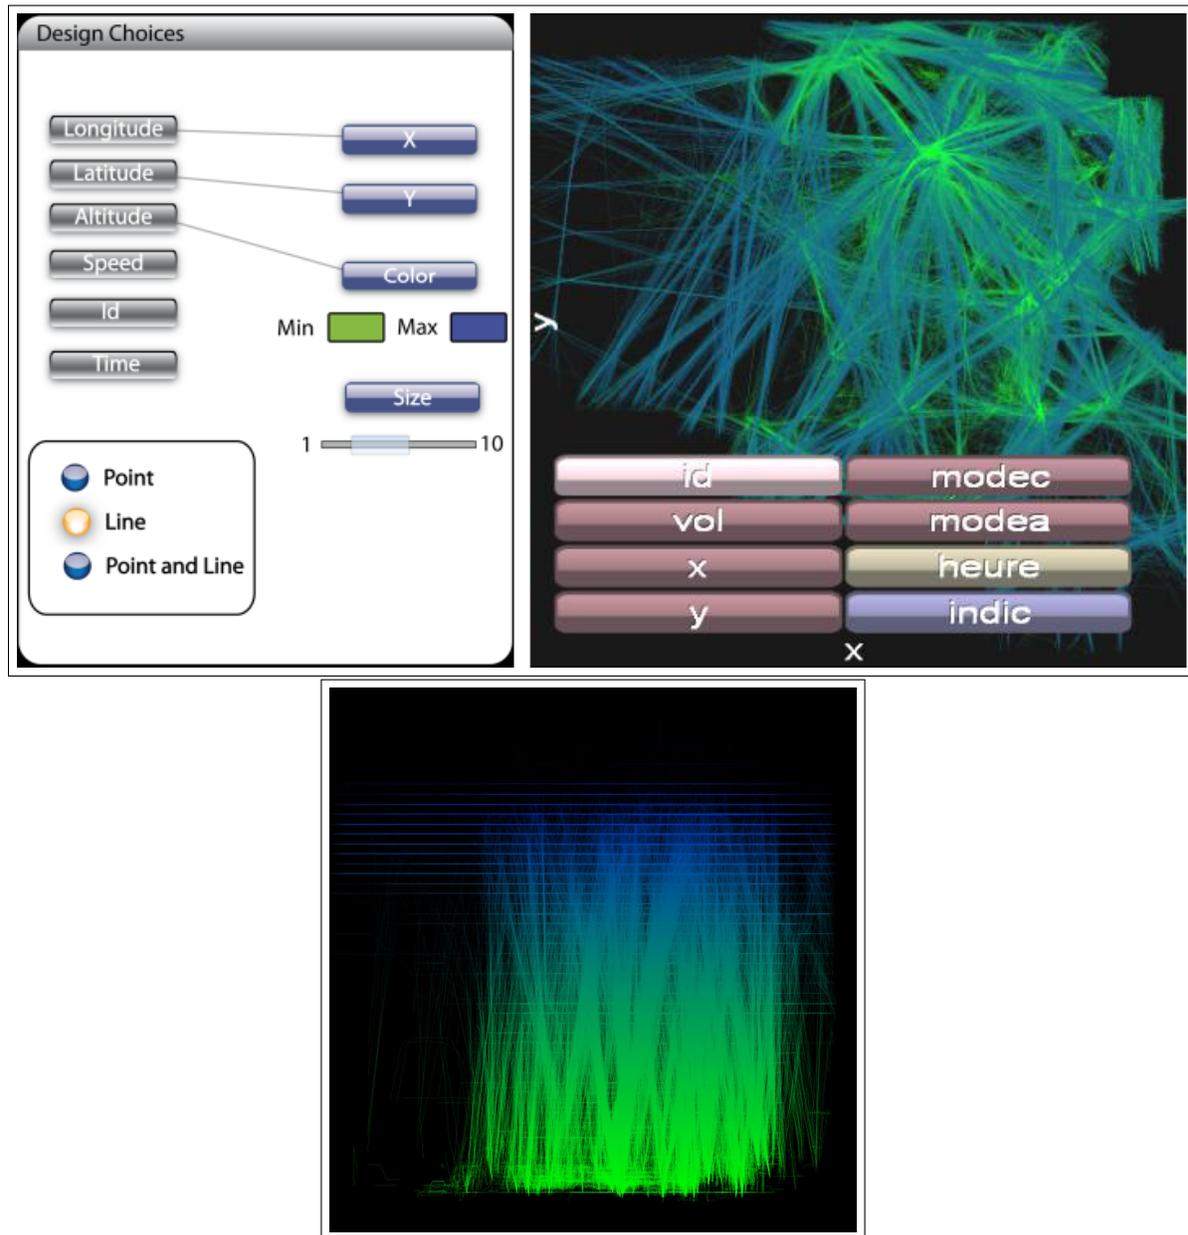 Design Choices
Longitude
X
Latitude
Y
Altitude
Speed
Color
Id
Min
Max
Time
Size
1
10
Point
Line
Point and Line
y
id
modec
vol
modea
x
heure
y
indic
x